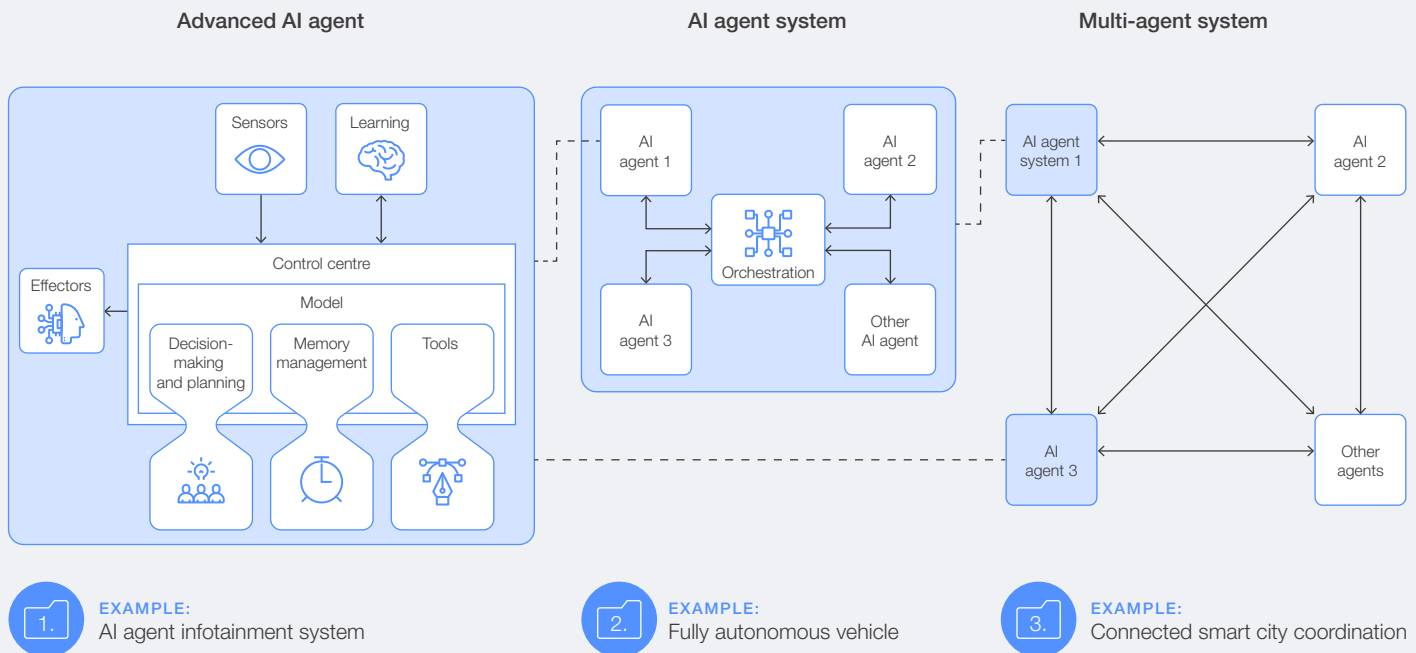 Advanced AI agent
AI agent system
Multi-agent system
Sensors
Learning
Control centre
Model
Effectors
Decision-
making
and planning
Memory
management
Tools
AI
agent 1
AI
agent 2
Orchestration
AI
agent 3
Other
AI agent
AI agent
system 1
AI
agent 2
AI
agent 3
Other
agents
1.
EXAMPLE:
AI agent infotainment system
2.
EXAMPLE:
Fully autonomous vehicle
3.
EXAMPLE:
Connected smart city coordination